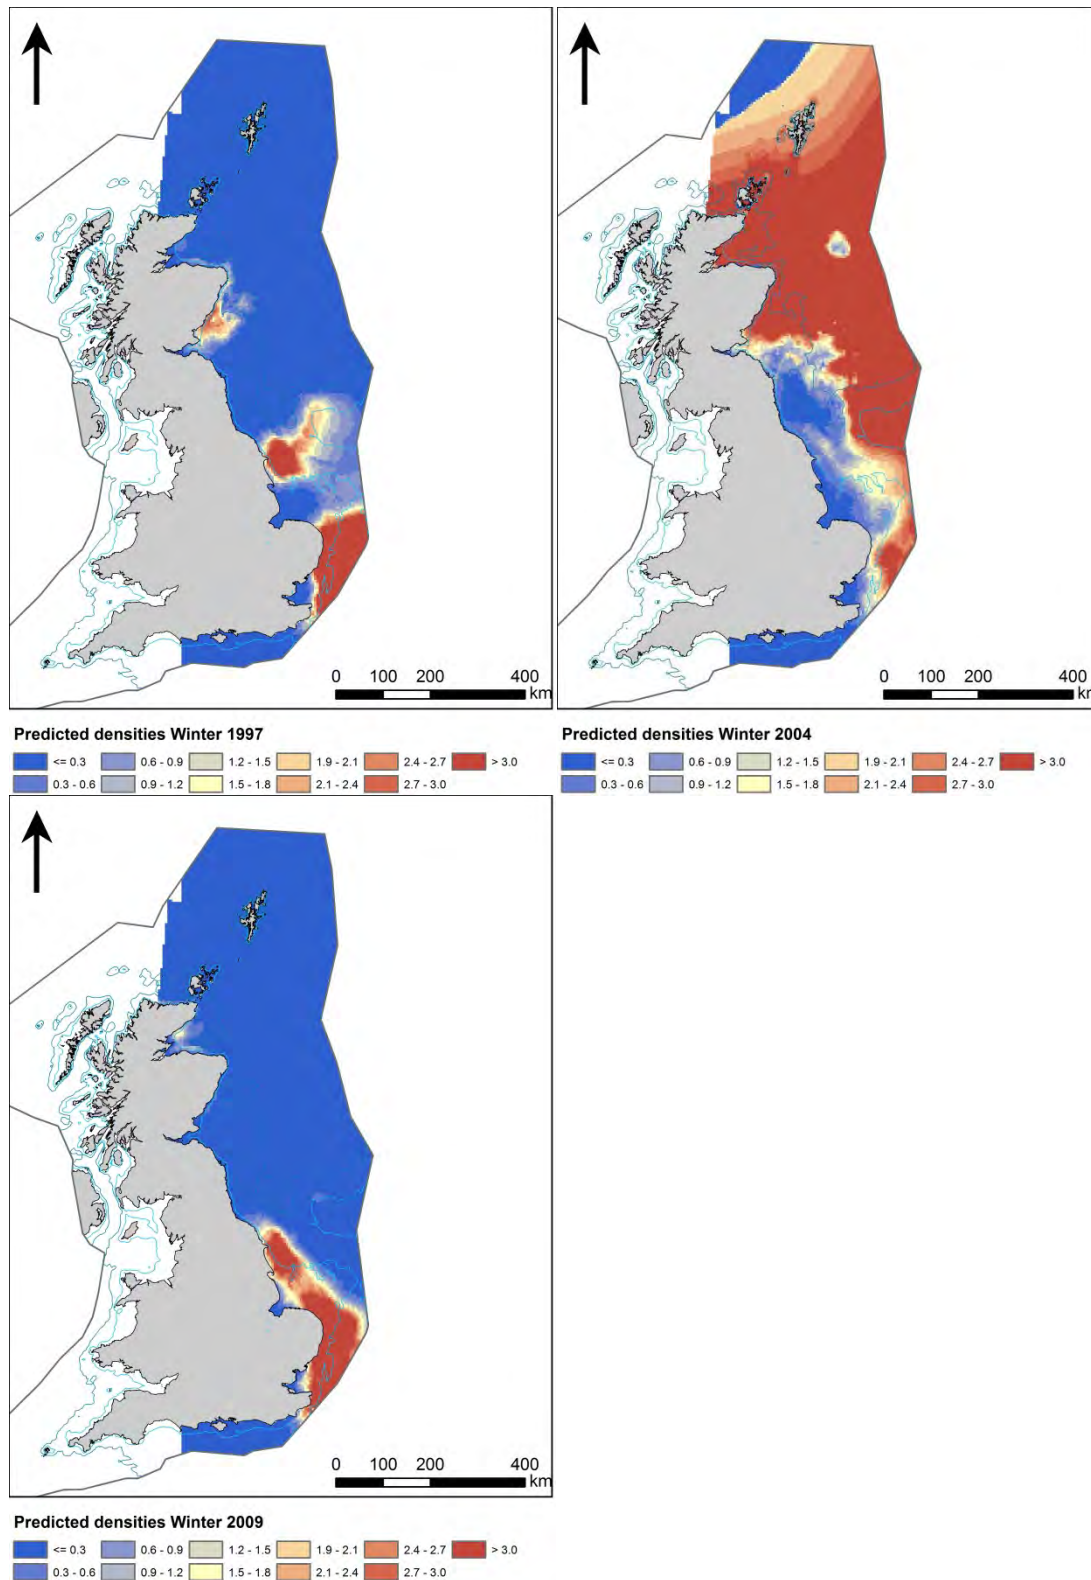 0 100 200 400
km
Predicted densities Winter 1997
<= 0.3 0.6 - 0.9 1.2 - 1.5 1.9 - 2.1 2.4 - 2.7 > 3.0
0.3 - 0.6 0.9 - 1.2 1.5 - 1.8 2.1 - 2.4 2.7 - 3.0
0 100 200 400
km
Predicted densities Winter 2004
<= 0.3 0.6 - 0.9 1.2 - 1.5 1.9 - 2.1 2.4 - 2.7 > 3.0
0.3 - 0.6 0.9 - 1.2 1.5 - 1.8 2.1 - 2.4 2.7 - 3.0
0 100 200 400
km
Predicted densities Winter 2009
<= 0.3 0.6 - 0.9 1.2 - 1.5 1.9 - 2.1 2.4 - 2.7 > 3.0
0.3 - 0.6 0.9 - 1.2 1.5 - 1.8 2.1 - 2.4 2.7 - 3.0